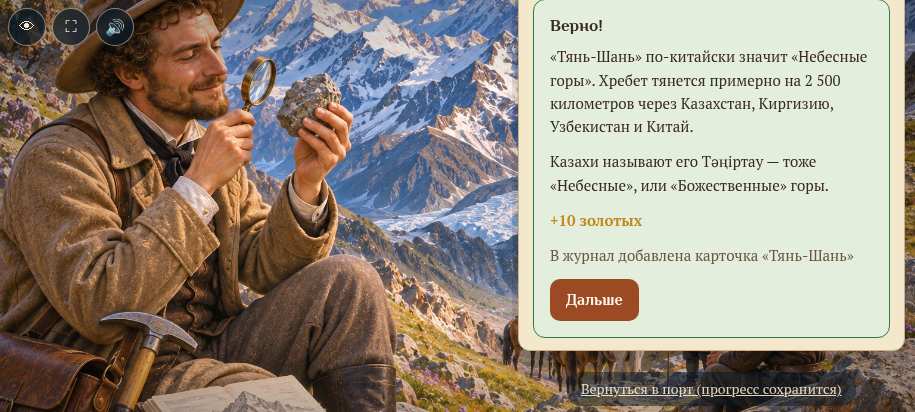 Верно!
«Тянь-Шань» по-китайски значит «Небесные
горы». Хребет тянется примерно на 2 500
километров через Казахстан, Киргизию,
Узбекистан и Китай.
Казахи называют его Тәңіртау — тоже
«Небесные», или «Божественные» горы.
+10 золотых
В журнал добавлена карточка «Тянь-Шань»
Дальше
Вернуться в порт (прогресс сохранится)